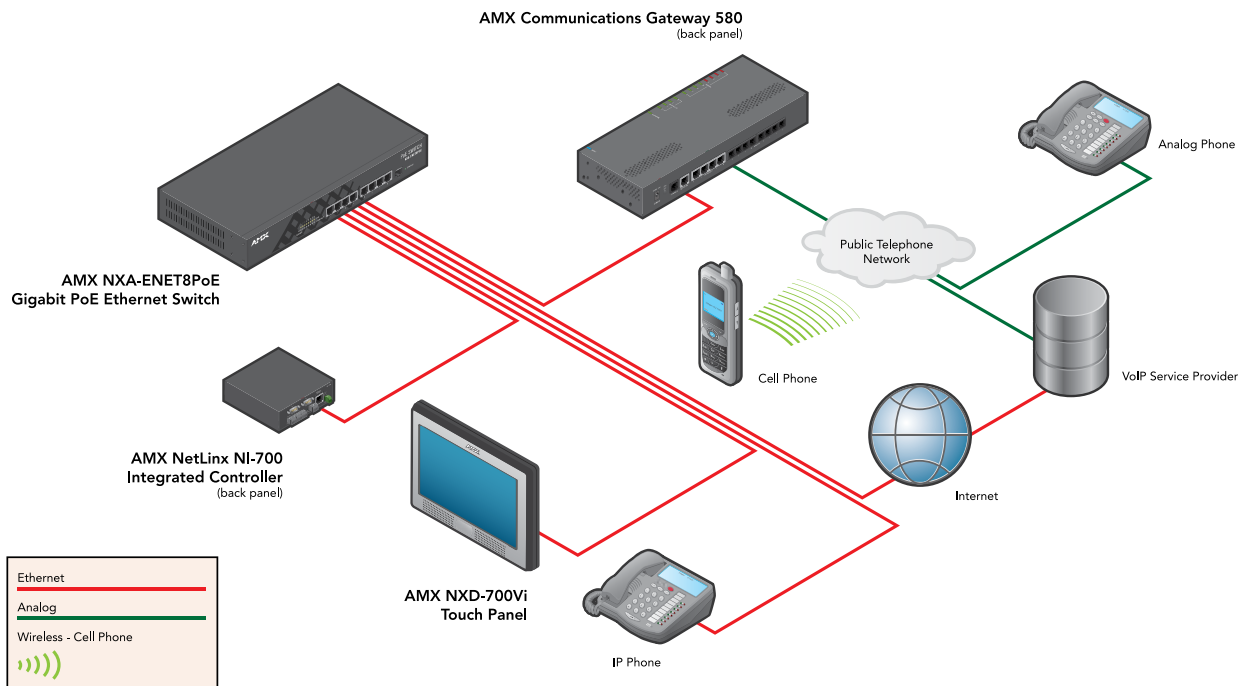 AMX Communications Gateway 580
(back panel)
Analog Phone
Public Telephone
Network
AMX
AMX NXA-ENET8PoE
Gigabit PoE Ethernet Switch
Cell Phone
VoIP Service Provider
AMX NetLinx NI-700
Integrated Controller
(back panel)
Internet
AMX NXD-700Vi
Touch Panel
IP Phone
Ethernet
Analog
Wireless - Cell Phone